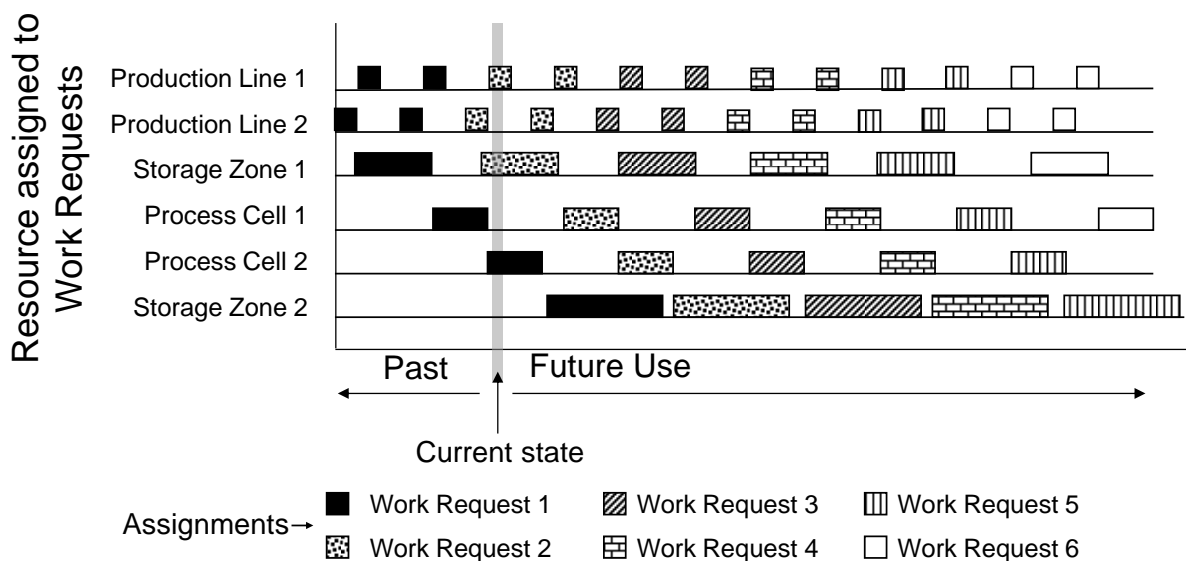 Resource assigned to
Work Requests
Production Line 1
Production Line 2
Storage Zone 1
Process Cell 1
Process Cell 2
Storage Zone 2
Past
Future Use
Current state
Assignments
Work Request 1
Work Request 3
Work Request 5
Work Request 2
Work Request 4
Work Request 6